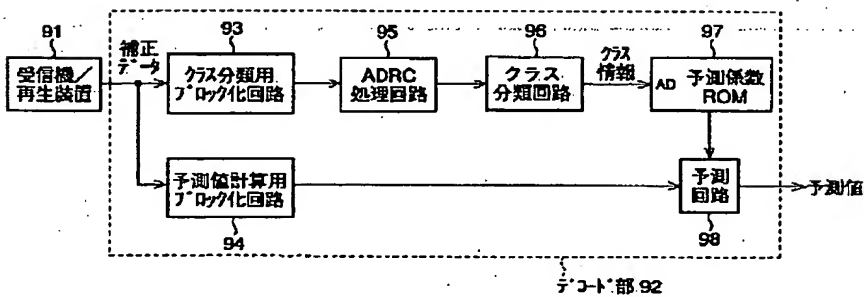 91
受信機/
再生装置
補正
データ
93
クラス分類用
ブロック化回路
95
ADRC
処理回路
96
クラス
分類回路
クラス
情報
97
AD 予測係数
ROM
予測値計算用
ブロック化回路
94
予測
回路
98
予測値
デコード部 92